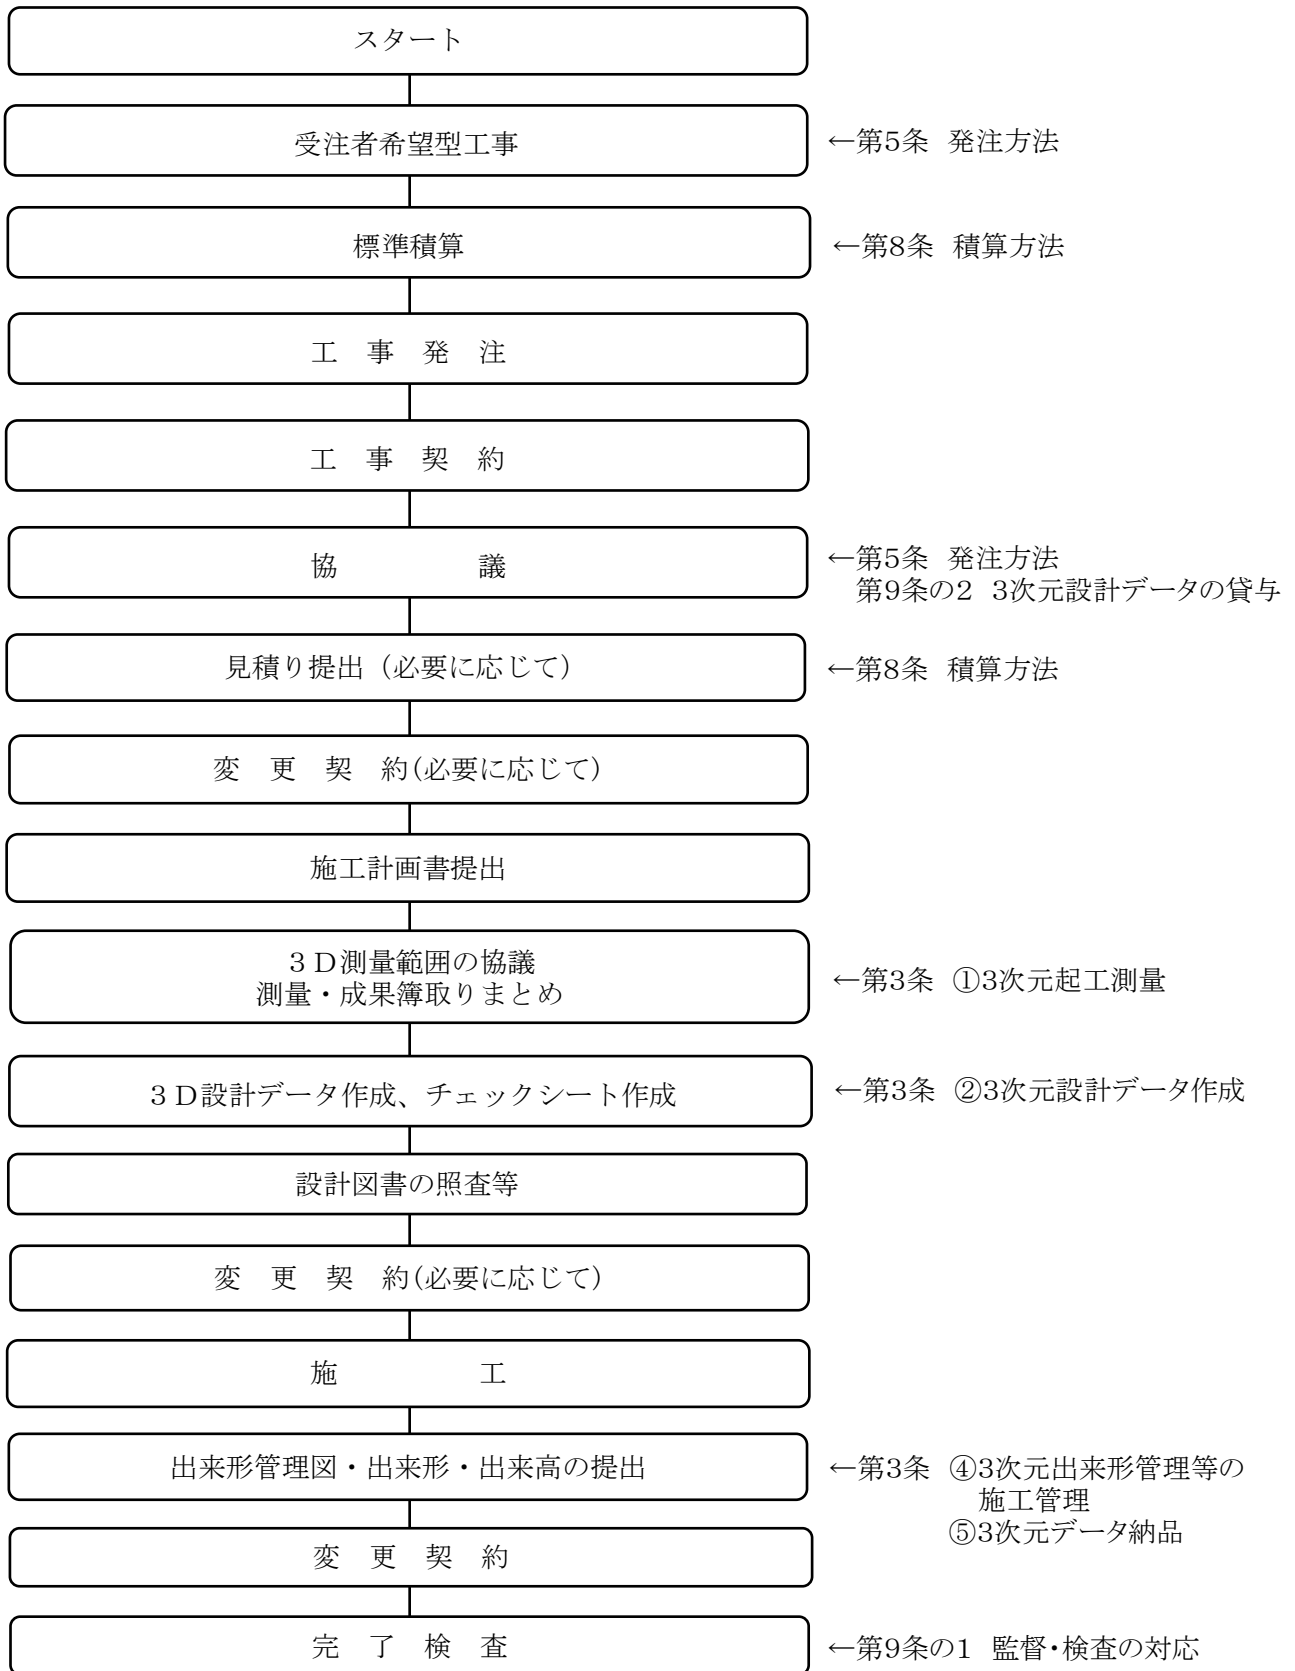 スタート
受注者希望型工事
←第5条 発注方法
標準積算
←第8条 積算方法
工 事 発 注
工 事 契 約
協 議
←第5条 発注方法
第9条の2 3次元設計データの貸与
見積り提出（必要に応じて）
←第8条 積算方法
変 更 契 約(必要に応じて)
施工計画書提出
３Ｄ測量範囲の協議
測量・成果簿取りまとめ
←第3条 ①3次元起工測量
３Ｄ設計データ作成、チェックシート作成
←第3条 ②3次元設計データ作成
設計図書の照査等
変 更 契 約(必要に応じて)
施 工
出来形管理図・出来形・出来高の提出
←第3条 ④3次元出来形管理等の
施工管理
⑤3次元データ納品
変 更 契 約
完 了 検 査
←第9条の1 監督・検査の対応